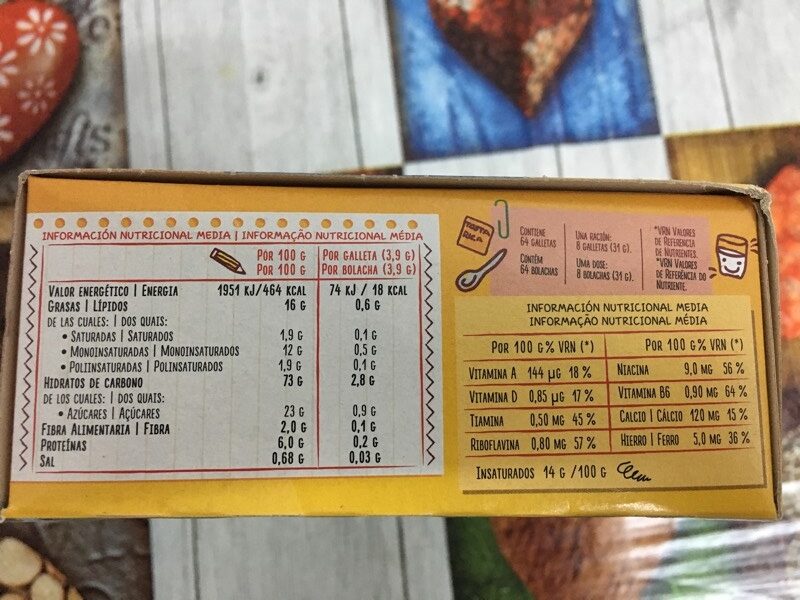 INFORMACIÓN NUTRICIONAL MEDIA | INFORMAÇÃO NUTRICIONAL MÉDIA
POR 100 G POR GALLETA (3,9 G)
POR 100 G POR BOLACHA (3,9 G)
VALOR ENERGÉTICO | ENERGIA 1951 KJ/464 KCAL 74 KJ / 18 KCAL
GRASAS | LÍPIDOS 16 G 0,6 G
DE LAS CUALES: | DOS QUAIS:
• SATURADAS | SATURADOS 1,9 G 0,1 G
• MONOINSATURADAS | MONOINSATURADOS 12 G 0,5 G
• POLIINSATURADAS | POLINSATURADOS 1,9 G 0,1 G
HIDRATOS DE CARBONO 73 G 2,8 G
DE LOS CUALES: | DOS QUAIS:
• AZÚCARES | AÇÚCARES 23 G 0,9 G
FIBRA ALIMENTARIA | FIBRA 2,0 G 0,1 G
PROTEÍNAS 6,0 G 0,2 G
SAL 0,68 G 0,03 G
TOSTA RICA
CONTIENE
64 GALLETAS
CONTÉM
64 BOLACHAS
UNA RACIÓN:
8 GALLETAS (31 G).
UMA DOSE:
8 BOLACHAS (31 G).
*VRN VALORES
DE REFERENCIA
DE NUTRIENTES.
*VRN VALORES
DE REFERÊNCIA DO
NUTRIENTE.
INFORMACIÓN NUTRICIONAL MEDIA
INFORMAÇÃO NUTRICIONAL MÉDIA
POR 100 G % VRN (*) POR 100 G % VRN (*)
VITAMINA A 144 µG 18 % NIACINA 9,0 MG 56 %
VITAMINA D 0,85 µG 17 % VITAMINA B6 0,90 MG 64 %
TIAMINA 0,50 MG 45 % CALCIO | CÁLCIO 120 MG 15 %
RIBOFLAVINA 0,80 MG 57 % HIERRO | FERRO 5,0 MG 36 %
INSATURADOS 14 G /100 G